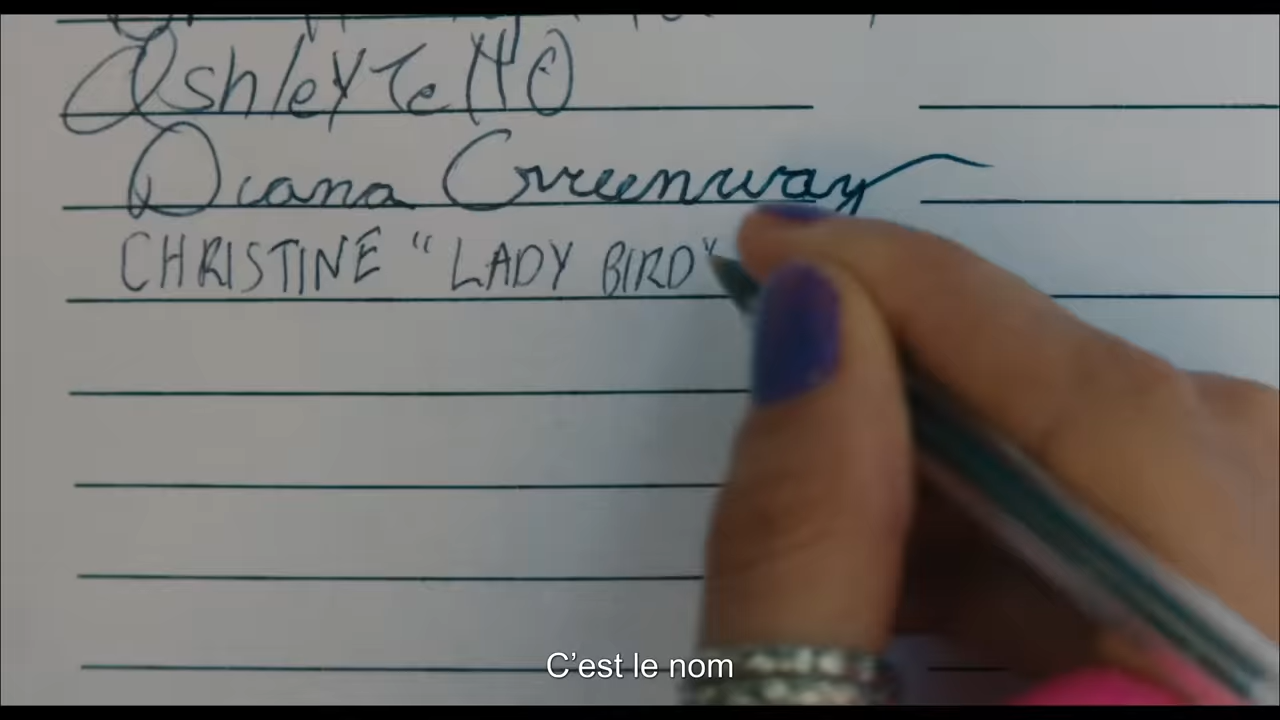 Ashley Tello
Diana Greenway
CHRISTINE “LADY BIRD”
C’est le nom